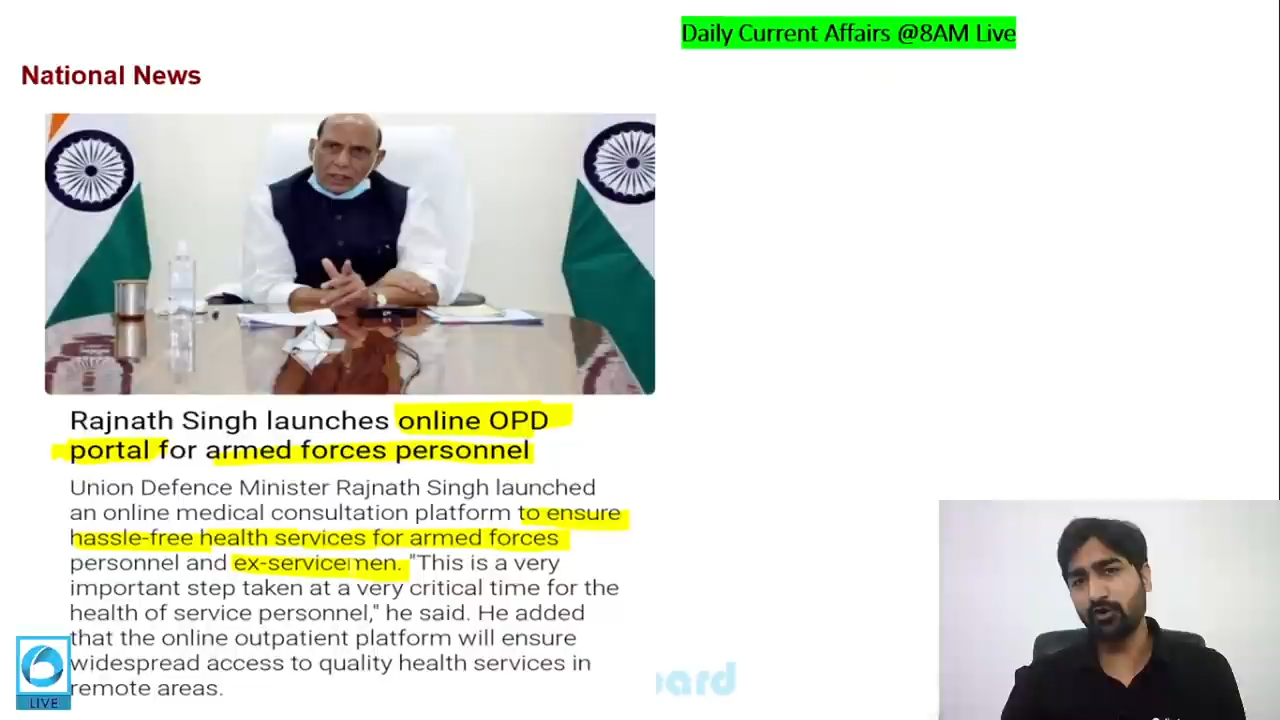 Daily Current Affairs @8AM Live
National News
Rajnath Singh launches online OPD
portal for armed forces personnel
Union Defence Minister Rajnath Singh launched
an online medical consultation platform to ensure
hassle-free health services for armed forces
personnel and ex-servicemen. "This is a very
important step taken at a very critical time for the
health of service personnel," he said. He added
that the online outpatient platform will ensure
widespread access to quality health services in
remote areas.
LIVE